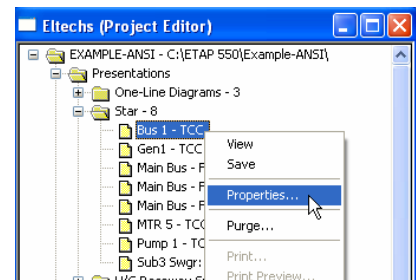 Eltechs (Project Editor)
EXAMPLE-ANSI - C:\ETAP 550\Example-ANSI\
Presentations
One-Line Diagrams - 3
Star - 8
Bus 1 - TCC
Gen1 - TCC
Main Bus - F
Main Bus - F
Main Bus - F
MTR 5 - TCC
Pump 1 - TC
Sub3 Swgr:
View
Save
Properties...
Purge...
Print...
Print Preview...